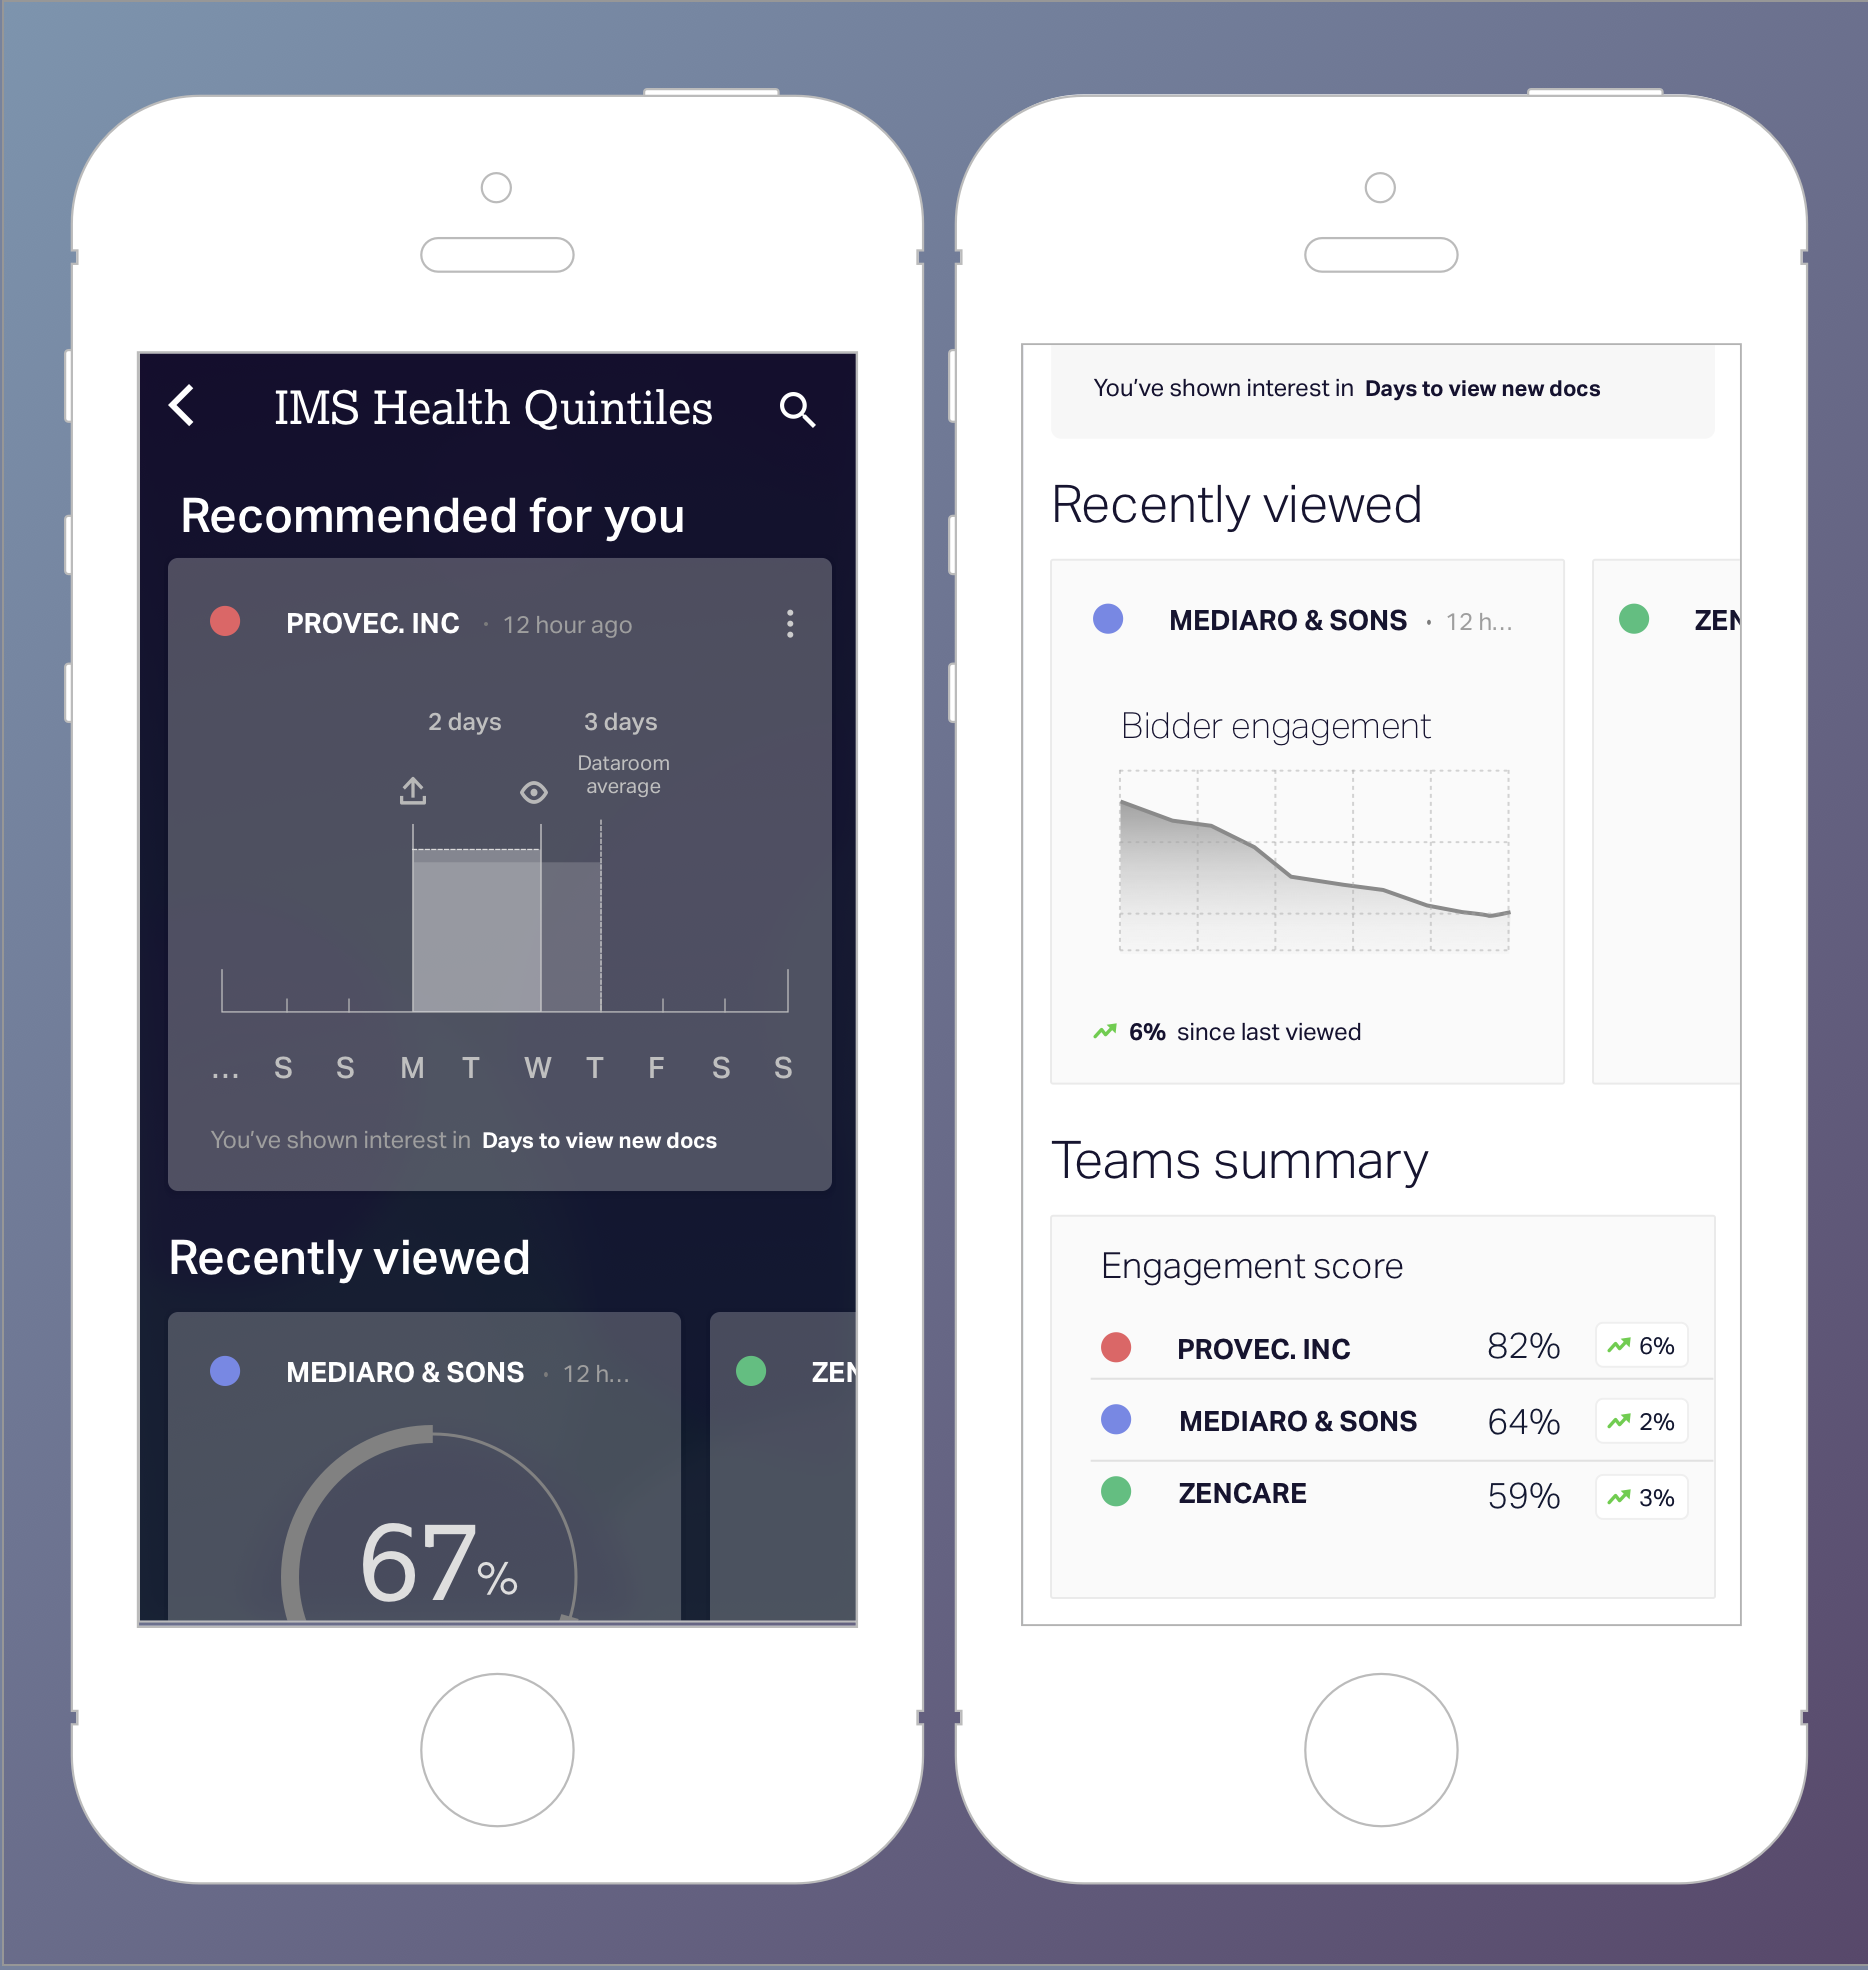 IMS Health Quintiles
Recommended for you
PROVEC. INC · 12 hour ago
2 days 3 days
Dataroom
average
... S S M T W T F S S
You've shown interest in Days to view new docs
Recently viewed
MEDIARO & SONS · 12 h...
ZEN
67%
You've shown interest in Days to view new docs
Recently viewed
MEDIARO & SONS · 12 h...
ZEN
Bidder engagement
6% since last viewed
Teams summary
Engagement score
PROVEC. INC 82% 6%
MEDIARO & SONS 64% 2%
ZENCARE 59% 3%